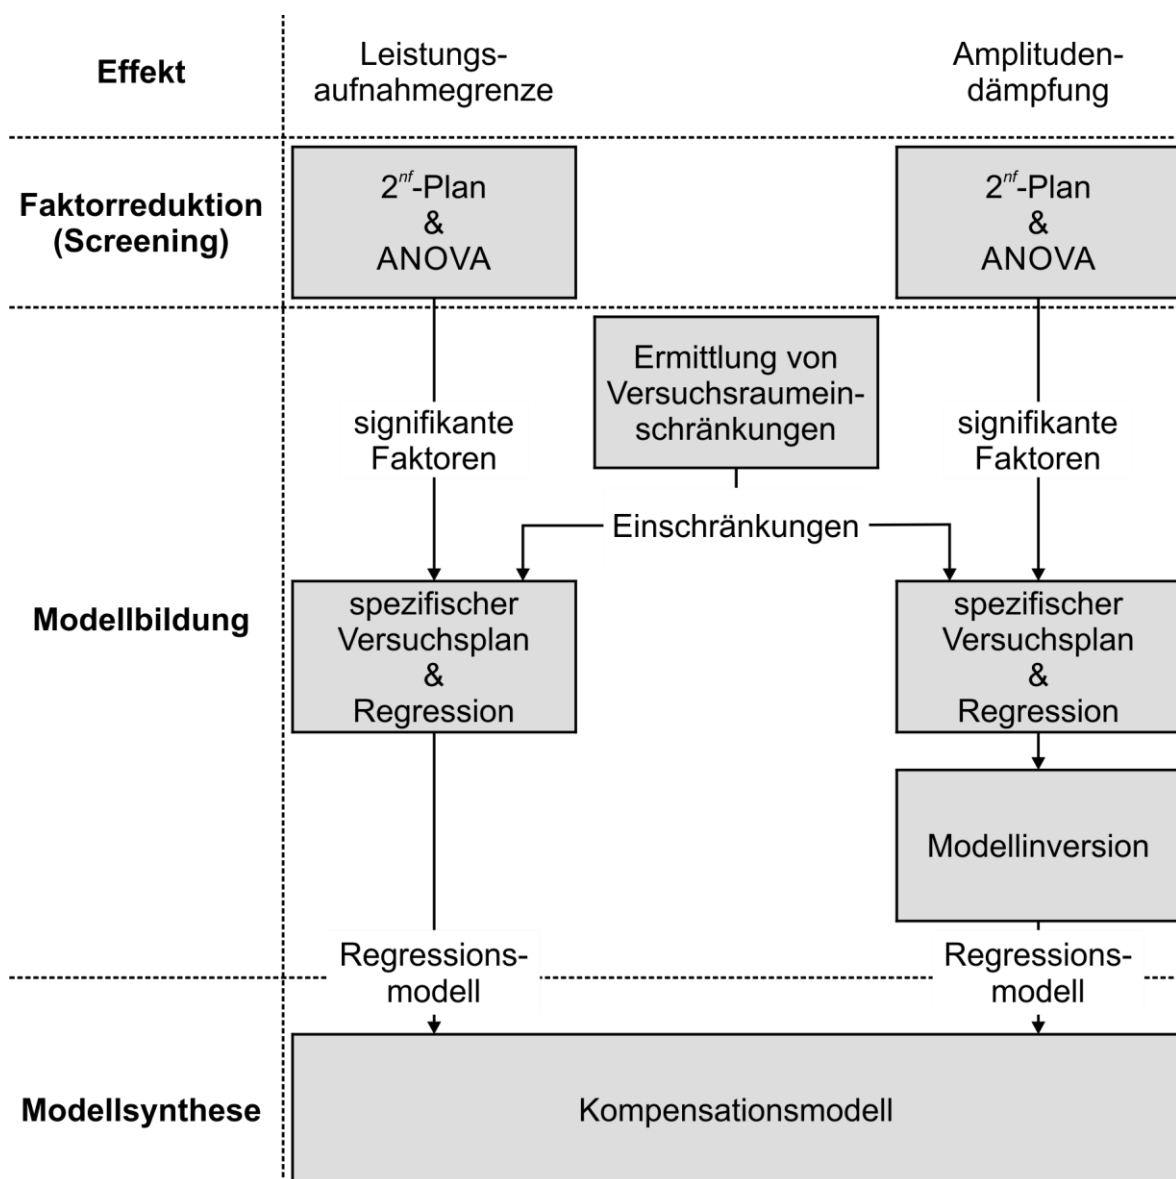 Effekt
Leistungs-
aufnahmegrenze
Amplituden-
dämpfung
Faktorreduktion
(Screening)
2^nf-Plan
&
ANOVA
2^nf-Plan
&
ANOVA
Modellbildung
signifikante
Faktoren
Ermittlung von
Versuchsraumein-
schränkungen
signifikante
Faktoren
Einschränkungen
spezifischer
Versuchsplan
&
Regression
spezifischer
Versuchsplan
&
Regression
Modellinversion
Regressions-
modell
Regressions-
modell
Modellsynthese
Kompensationsmodell